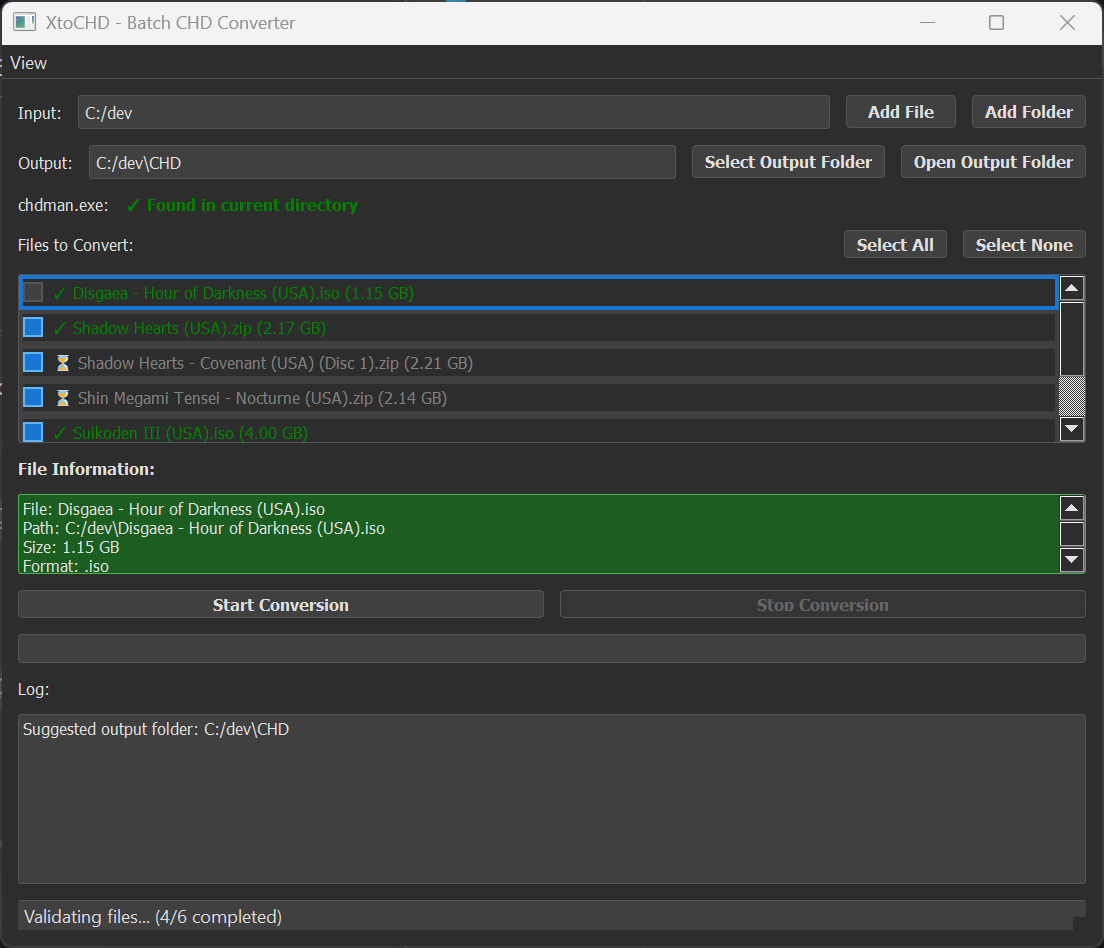 XtoCHD - Batch CHD Converter
View
Input: C:/dev Add File Add Folder
Output: C:/dev\CHD Select Output Folder Open Output Folder
chdman.exe: ✓ Found in current directory
Files to Convert: Select All Select None
✓ Disgaea - Hour of Darkness (USA).iso (1.15 GB)
✓ Shadow Hearts (USA).zip (2.17 GB)
⏳ Shadow Hearts - Covenant (USA) (Disc 1).zip (2.21 GB)
⏳ Shin Megami Tensei - Nocturne (USA).zip (2.14 GB)
✓ Suikoden III (USA).iso (4.00 GB)
File Information:
File: Disgaea - Hour of Darkness (USA).iso
Path: C:/dev\Disgaea - Hour of Darkness (USA).iso
Size: 1.15 GB
Format: .iso
Start Conversion Stop Conversion
Log:
Suggested output folder: C:/dev\CHD
Validating files... (4/6 completed)